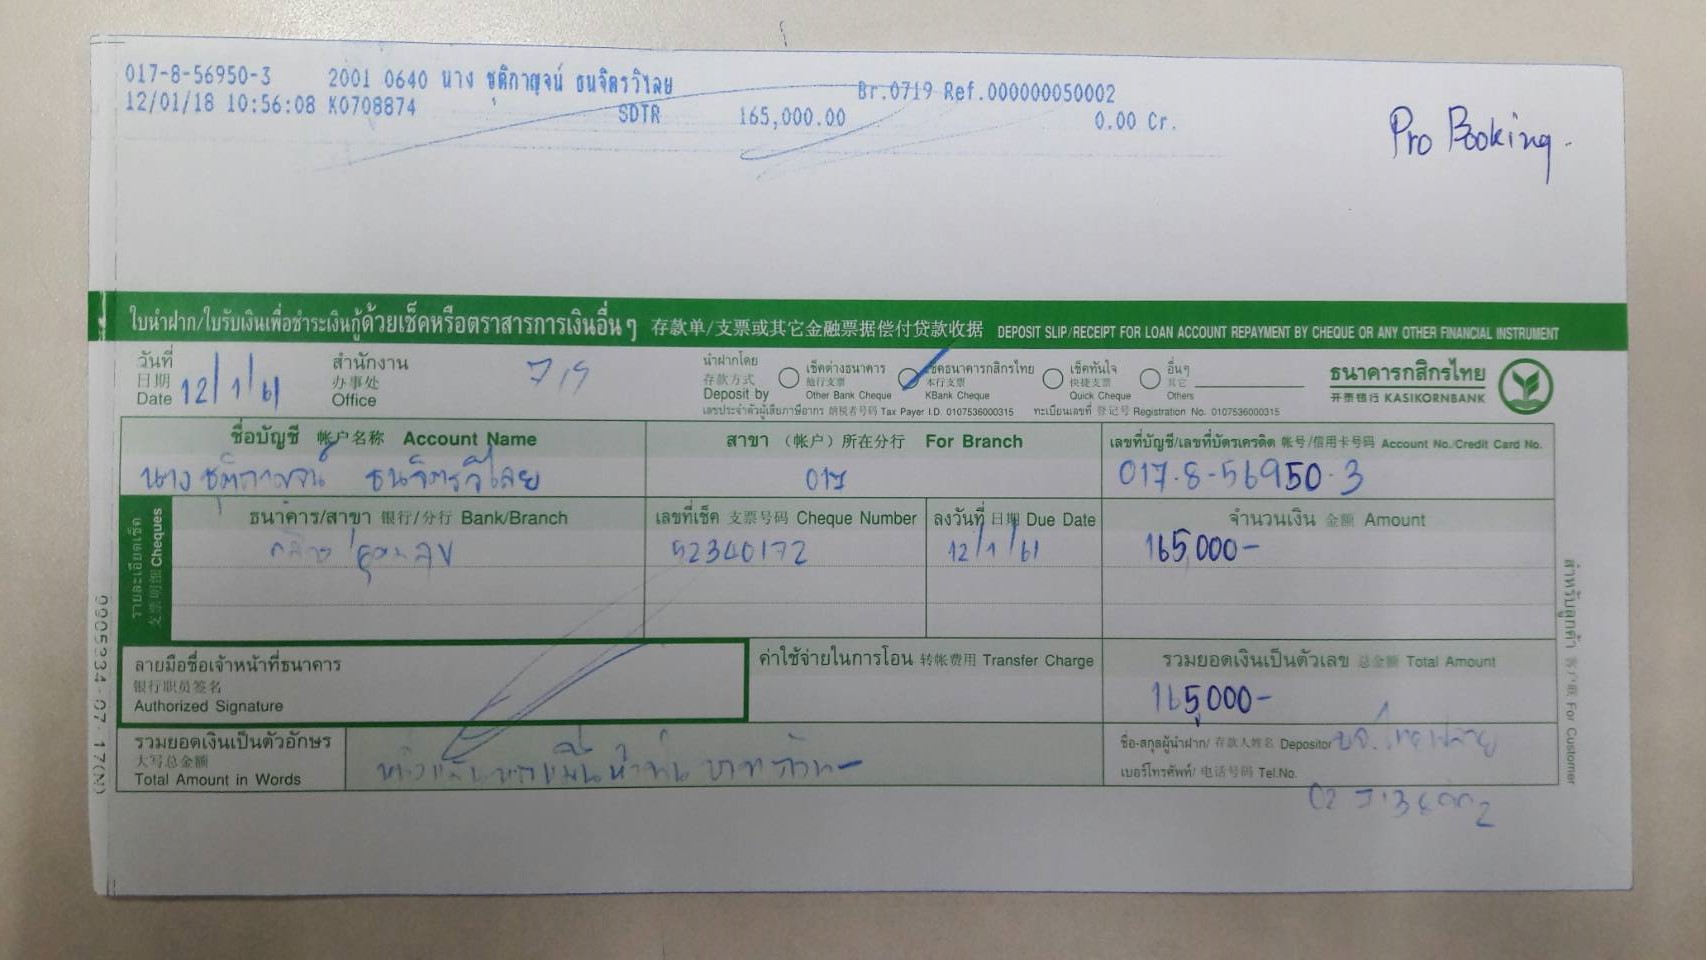 017-8-56950-3 2001 0640 นาง ชุติกาญจน์ ธนจิตรวิไลย Br.0719 Ref.000000050002
12/01/18 10:56:08 K0708874 SDTR 165,000.00 0.00 Cr.
Pro Booking.
ใบนำฝาก/ใบรับเงินเพื่อชำระเงินกู้ด้วยเช็คหรือตราสารการเงินอื่นๆ 存款单/支票或其它金融票据偿付贷款收据 DEPOSIT SLIP/RECEIPT FOR LOAN ACCOUNT REPAYMENT BY CHEQUE OR ANY OTHER FINANCIAL INSTRUMENT
วันที่ 日期 Date 12/1/61
สำนักงาน 办事处 Office 719
นำฝากโดย 存款方式 Deposit by
เช็คต่างธนาคาร 他行支票 Other Bank Cheque
เช็คธนาคารกสิกรไทย 本行支票 KBank Cheque
เช็คทันใจ 快捷支票 Quick Cheque
อื่นๆ 其它 Others
เลขประจำตัวผู้เสียภาษีอากร 纳税者号码 Tax Payer I.D. 0107536000315 ทะเบียนเลขที่ 登记号 Registration No. 0107536000315
ธนาคารกสิกรไทย
开泰银行 KASIKORNBANK
ชื่อบัญชี 帐户名称 Account Name
สาขา (帐户) 所在分行 For Branch
เลขที่บัญชี/เลขที่บัตรเครดิต 帐号/信用卡号码 Account No./Credit Card No.
นาง ชุติกาญจน์ ธนจิตรวิไลย
017
017-8-56950-3
รายละเอียดเช็ค
支票明细 Cheques
ธนาคาร/สาขา 银行/分行 Bank/Branch
เลขที่เช็ค 支票号码 Cheque Number
ลงวันที่ 日期 Due Date
จำนวนเงิน 金额 Amount
52340172
12/1/61
165,000-
ลายมือชื่อเจ้าหน้าที่ธนาคาร
银行职员签名
Authorized Signature
ค่าใช้จ่ายในการโอน 转帐费用 Transfer Charge
รวมยอดเงินเป็นตัวเลข 总金额 Total Amount
165,000-
รวมยอดเงินเป็นตัวอักษร
大写总金额
Total Amount in Words
หนึ่งแสนหกหมื่นห้าพันบาทถ้วน-
ชื่อ-สกุลผู้นำฝาก/ 存款人姓名 Depositor
เบอร์โทรศัพท์/ 电话号码 Tel.No.
สำหรับลูกค้า 客户联 For Customer